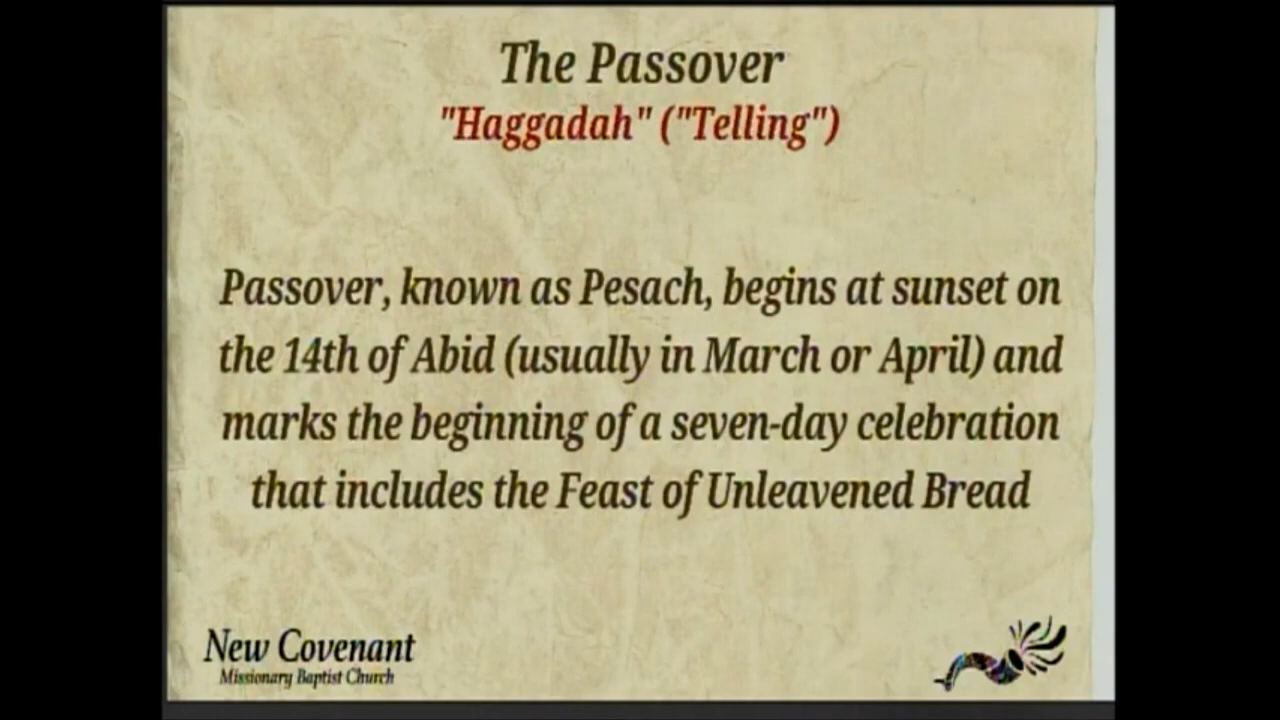 The Passover
"Haggadah" ("Telling")
Passover, known as Pesach, begins at sunset on
the 14th of Abid (usually in March or April) and
marks the beginning of a seven-day celebration
that includes the Feast of Unleavened Bread
New Covenant
Missionary Baptist Church